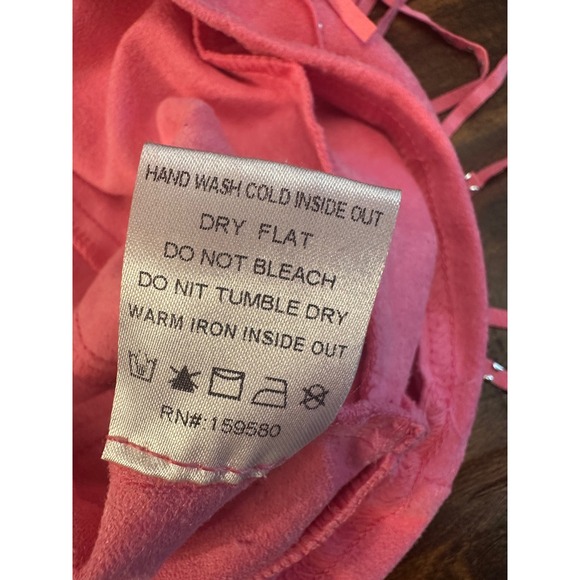 HAND WASH COLD INSIDE OUT
DRY FLAT
DO NOT BLEACH
DO NIT TUMBLE DRY
WARM IRON INSIDE OUT
RN#:159580